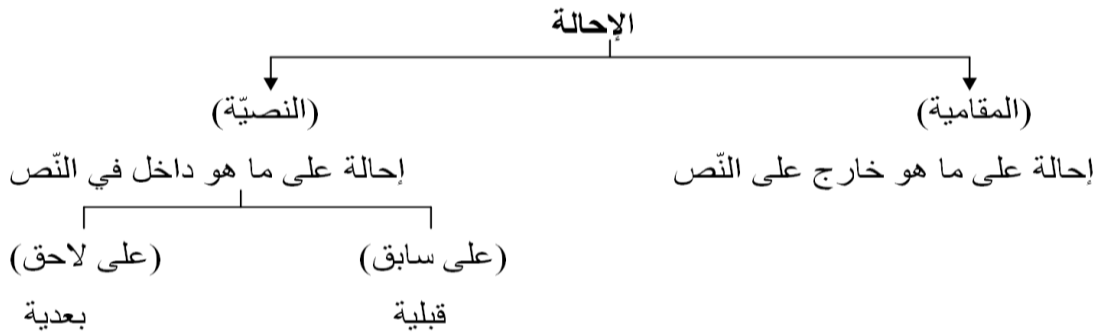 الإحالة
(المقامية) (النصيّة)
إحالة على ما هو خارج على النّص إحالة على ما هو داخل في النّص
(على سابق) (على لاحق)
قبلية بعدية